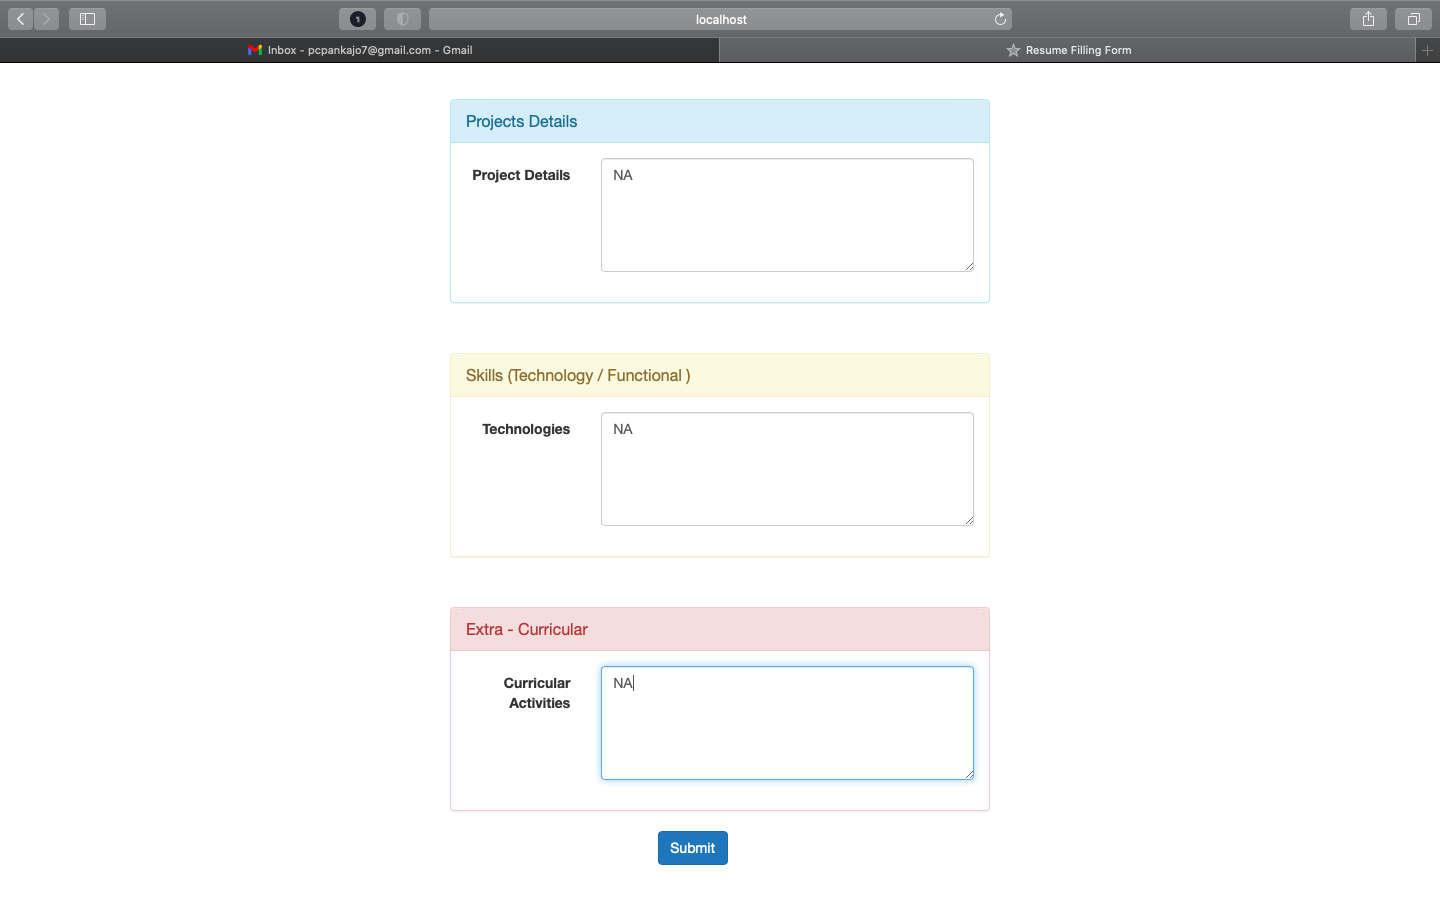 localhost
Inbox - pcpankajo7@gmail.com - Gmail
Resume Filling Form
Projects Details
Project Details
NA
Skills (Technology / Functional )
Technologies
NA
Extra - Curricular
Curricular
Activities
NA
Submit